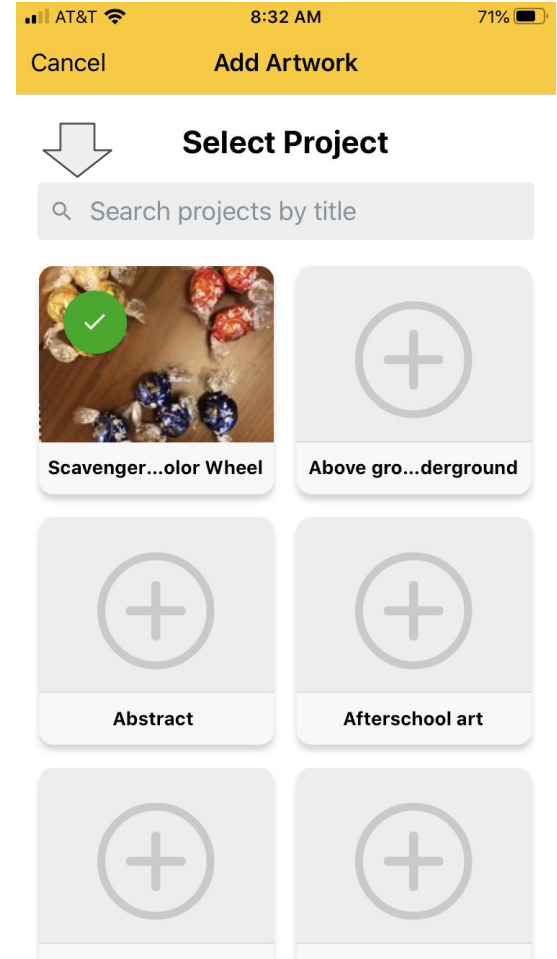 AT&T 8:32 AM 71%
Cancel Add Artwork
Select Project
Search projects by title
Scavenger...olor Wheel Above gro...derground
Abstract Afterschool art